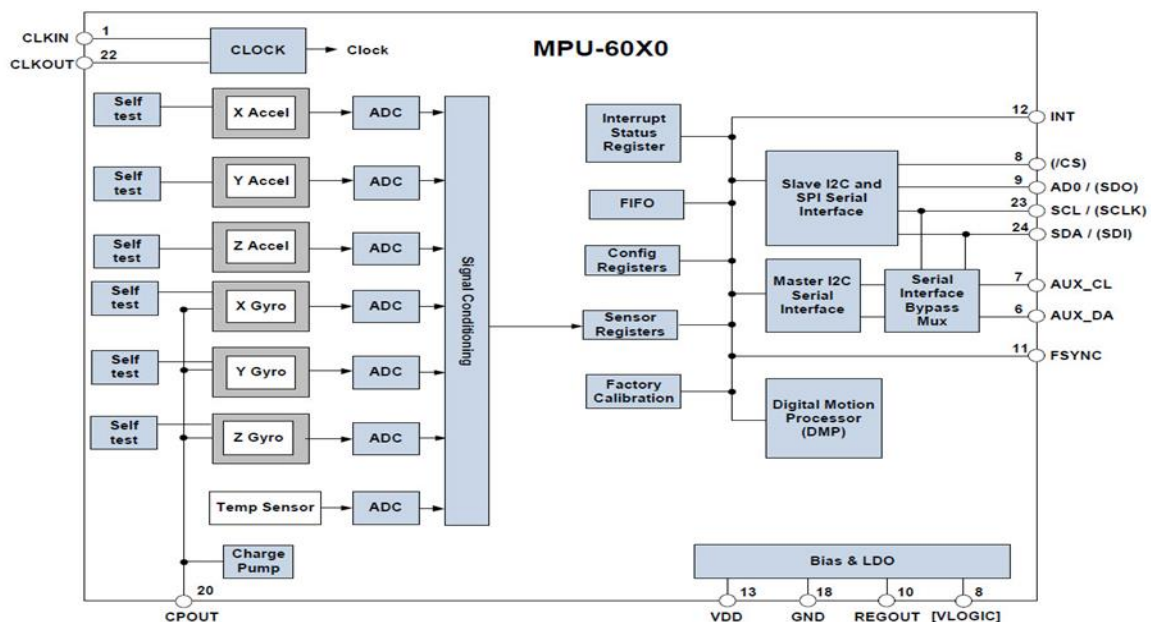 MPU-60X0
CLKIN
1
CLKOUT
22
CLOCK
Clock
Self
test
X Accel
ADC
Self
test
Y Accel
ADC
Self
test
Z Accel
ADC
Self
test
X Gyro
ADC
Self
test
Y Gyro
ADC
Self
test
Z Gyro
ADC
Temp Sensor
ADC
Charge
Pump
20
CPOUT
Signal Conditioning
Interrupt
Status
Register
FIFO
Config
Registers
Sensor
Registers
Factory
Calibration
Slave I2C and
SPI Serial
Interface
Master I2C
Serial
Interface
Serial
Interface
Bypass
Mux
Digital Motion
Processor
(DMP)
12
INT
8
(/CS)
9
AD0 / (SDO)
23
SCL / (SCLK)
24
SDA / (SDI)
7
AUX_CL
6
AUX_DA
11
FSYNC
Bias & LDO
13
VDD
18
GND
10
REGOUT
8
[VLOGIC]